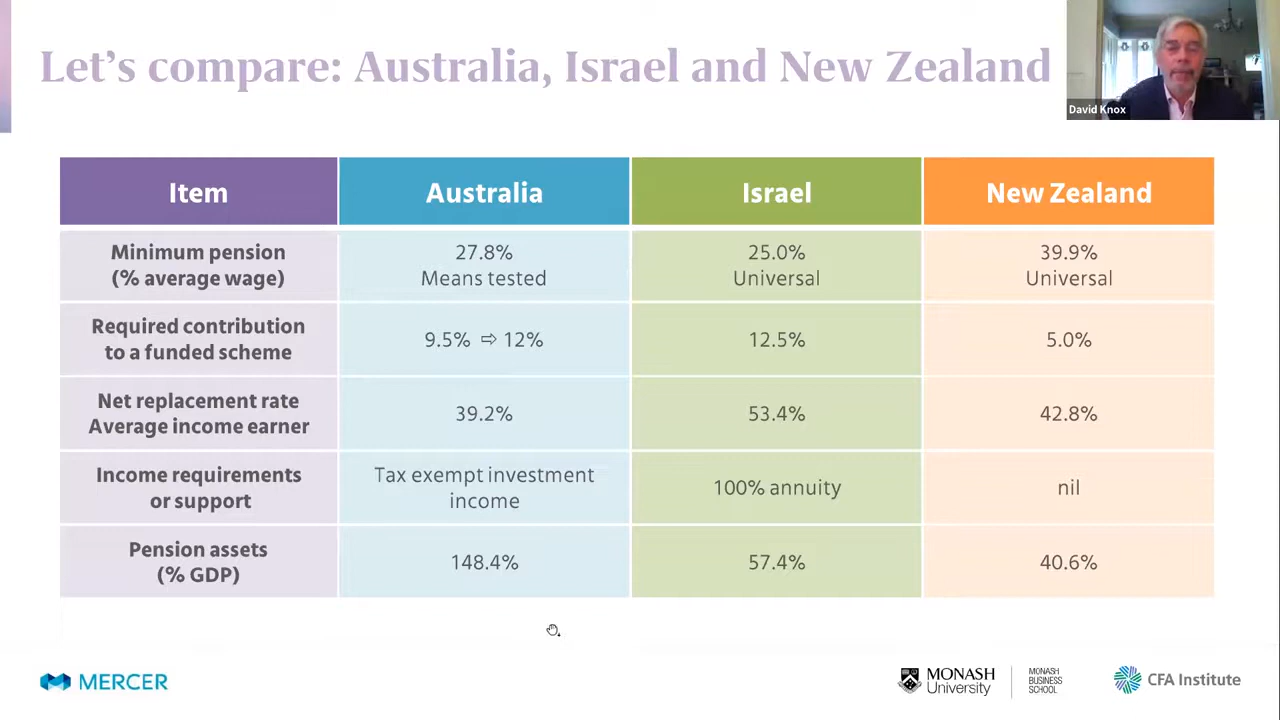 Let's compare: Australia, Israel and New Zealand
David Knox
Item
Australia
Israel
New Zealand
Minimum pension
(% average wage)
27.8%
Means tested
25.0%
Universal
39.9%
Universal
Required contribution
to a funded scheme
9.5% ⇨ 12%
12.5%
5.0%
Net replacement rate
Average income earner
39.2%
53.4%
42.8%
Income requirements
or support
Tax exempt investment
income
100% annuity
nil
Pension assets
(% GDP)
148.4%
57.4%
40.6%
MERCER
MONASH
University
MONASH
BUSINESS
SCHOOL
CFA Institute